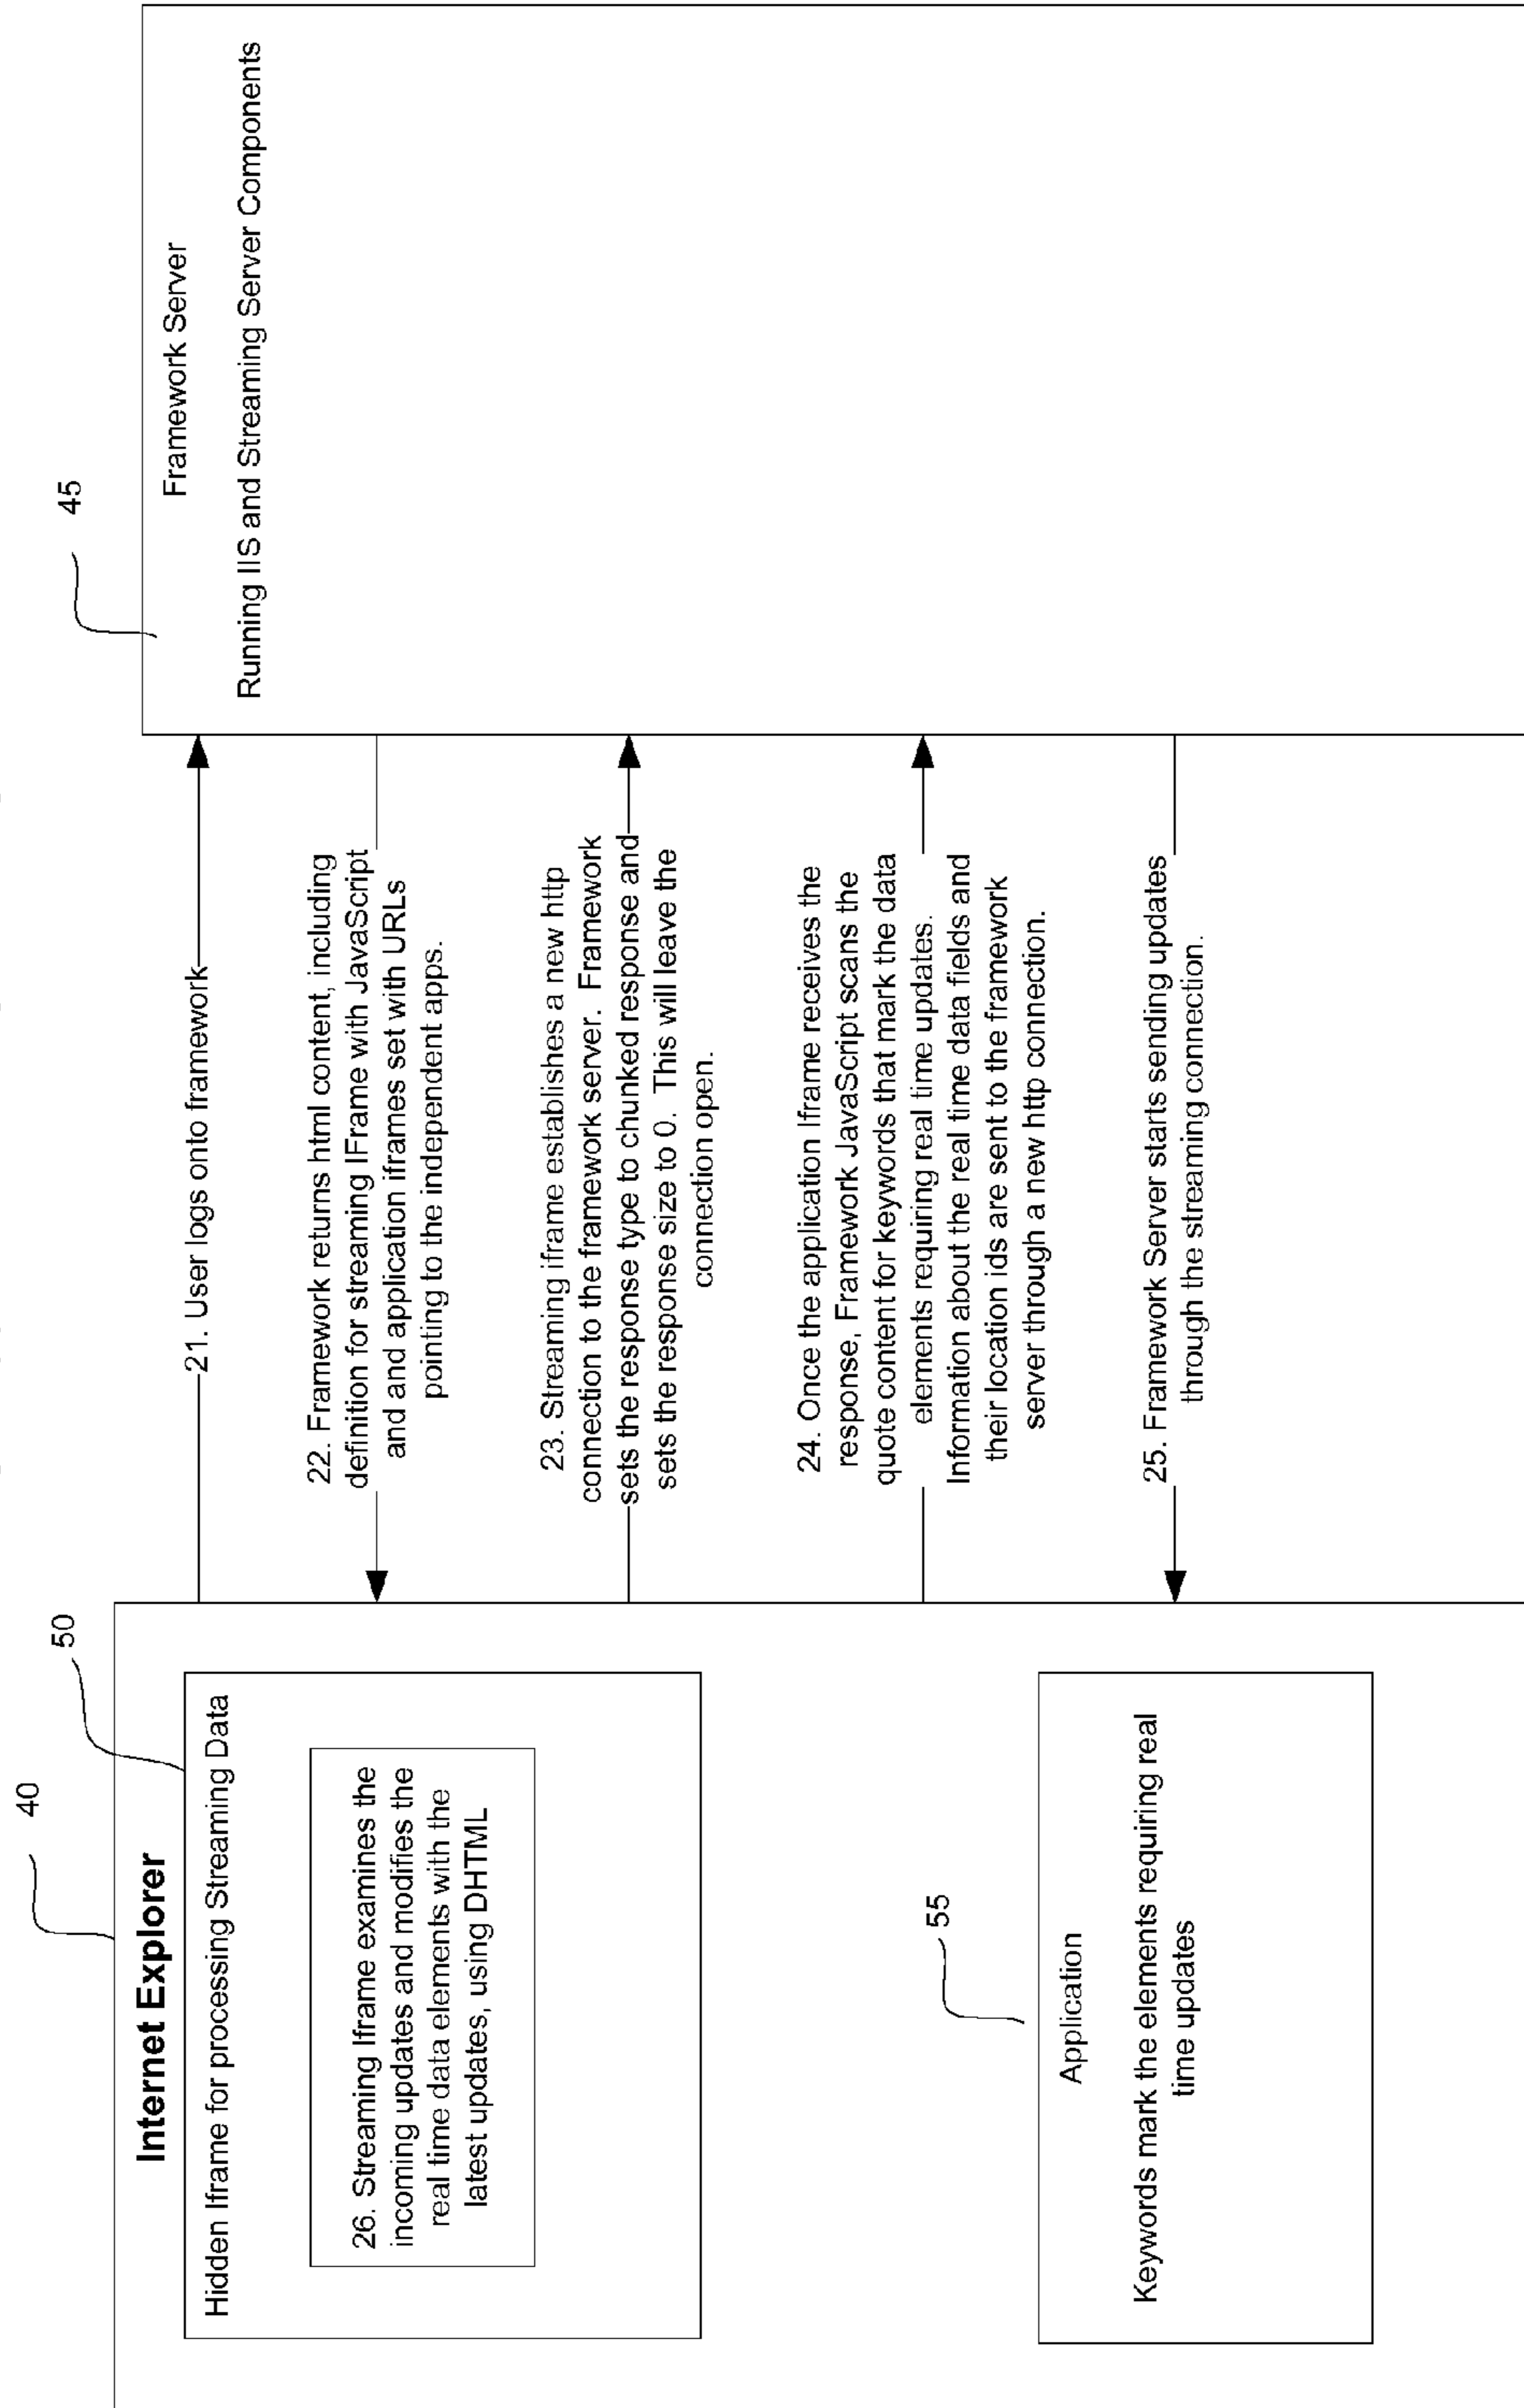 40
Internet Explorer
50
Hidden Iframe for processing Streaming Data
26. Streaming Iframe examines the
incoming updates and modifies the
real time data elements with the
latest updates, using DHTML
55
Application
Keywords mark the elements requiring real
time updates
21. User logs onto framework
22. Framework returns html content, including
definition for streaming IFrame with JavaScript
and and application iframes set with URLs
pointing to the independent apps.
23. Streaming iframe establishes a new http
connection to the framework server. Framework
sets the response type to chunked response and
sets the response size to 0. This will leave the
connection open.
24. Once the application Iframe receives the
response, Framework JavaScript scans the
quote content for keywords that mark the data
elements requiring real time updates.
Information about the real time data fields and
their location ids are sent to the framework
server through a new http connection.
25. Framework Server starts sending updates
through the streaming connection.
45
Framework Server
Running IIS and Streaming Server Components